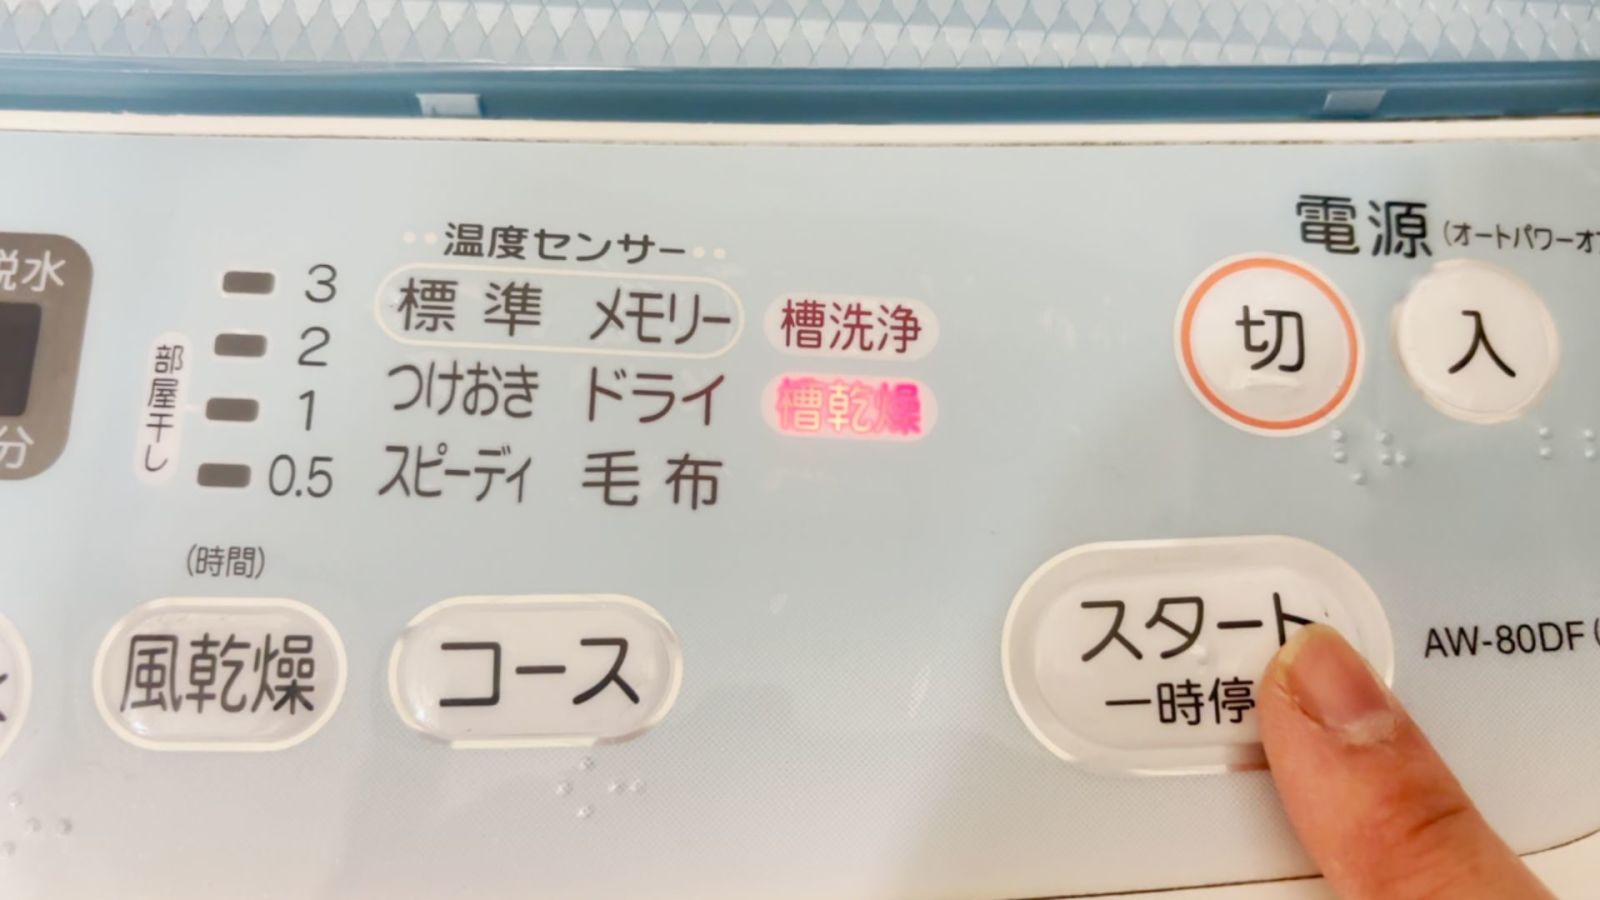 脱水
分
3
2
1
0.5
部屋干し
(時間)
風乾燥
温度センサー
標準 メモリー
つけおき ドライ
スピーディ 毛布
槽洗浄
槽乾燥
コース
電源
(オートパワーオ
切
入
スタート
一時停
AW-80DF(